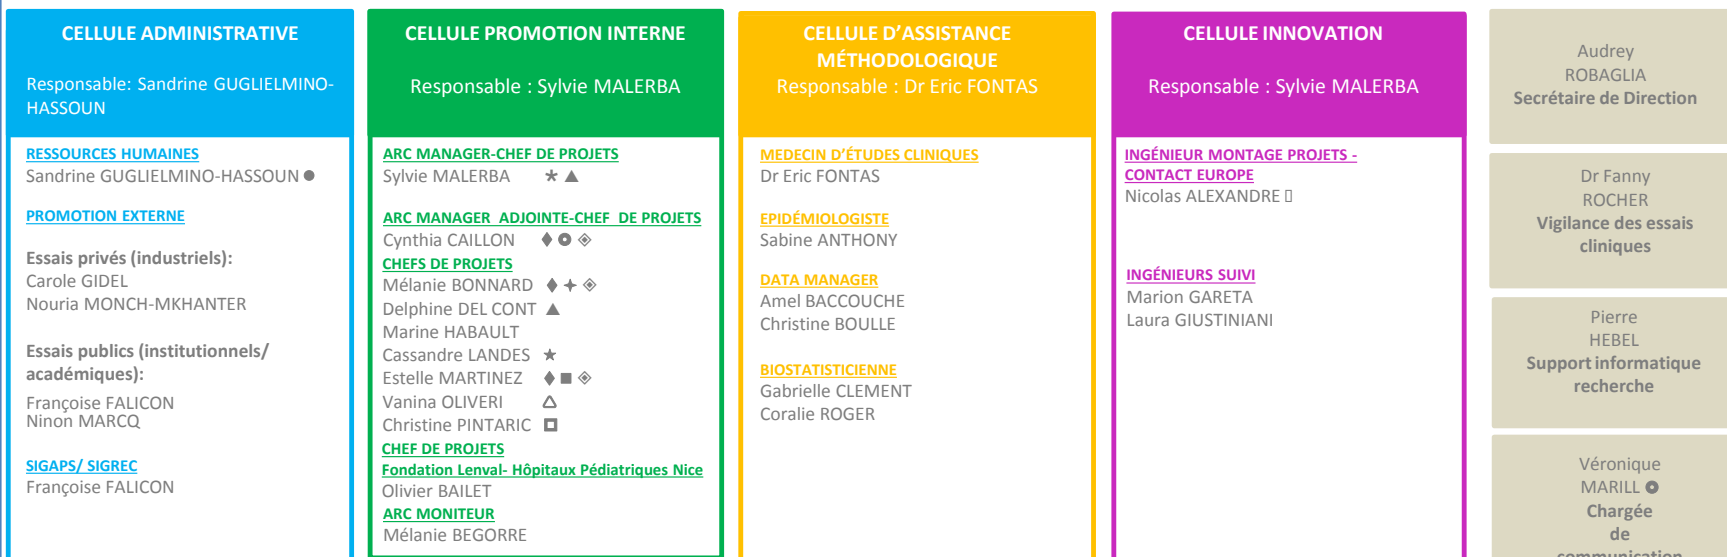 CELLULE ADMINISTRATIVE
Responsable: Sandrine GUGLIELMINO-
HASSOUN
RESSOURCES HUMAINES
Sandrine GUGLIELMINO-HASSOUN ●
PROMOTION EXTERNE
Essais privés (industriels):
Carole GIDEL
Nouria MONCH-MKHANTER
Essais publics (institutionnels/
académiques):
Françoise FALICON
Ninon MARCQ
SIGAPS/ SIGREC
Françoise FALICON
CELLULE PROMOTION INTERNE
Responsable : Sylvie MALERBA
ARC MANAGER-CHEF DE PROJETS
Sylvie MALERBA
ARC MANAGER ADJOINTE-CHEF DE PROJETS
Cynthia CAILLON
CHEFS DE PROJETS
Mélanie BONNARD
Delphine DEL CONT
Marine HABAULT
Cassandre LANDES
Estelle MARTINEZ
Vanina OLIVERI
Christine PINTARIC
CHEF DE PROJETS
Fondation Lenval- Hôpitaux Pédiatriques Nice
Olivier BAILET
ARC MONITEUR
Mélanie BEGORRE
CELLULE D'ASSISTANCE
MÉTHODOLOGIQUE
Responsable : Dr Eric FONTAS
MEDECIN D'ÉTUDES CLINIQUES
Dr Eric FONTAS
EPIDÉMIOLOGISTE
Sabine ANTHONY
DATA MANAGER
Amel BACCOUCHE
Christine BOULLE
BIOSTATISTICIENNE
Gabrielle CLEMENT
Coralie ROGER
CELLULE INNOVATION
Responsable : Sylvie MALERBA
INGÉNIEUR MONTAGE PROJETS -
CONTACT EUROPE
Nicolas ALEXANDRE
INGÉNIEURS SUIVI
Marion GARETA
Laura GIUSTINIANI
Audrey
ROBAGLIA
Secrétaire de Direction
Dr Fanny
ROCHER
Vigilance des essais
cliniques
Pierre
HEBEL
Support informatique
recherche
Véronique
MARILL
Chargée
de
communication